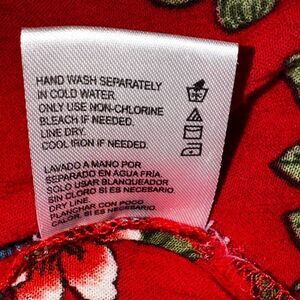 HAND WASH SEPARATELY
IN COLD WATER.
ONLY USE NON-CHLORINE
BLEACH IF NEEDED.
LINE DRY.
COOL IRON IF NEEDED.
LAVADO A MANO POR
SEPARADO EN AGUA FRIA.
SOLO USAR BLANQUEADOR
SIN CLORO SI ES NECESARIO.
DRY LINE.
PLANCHAR CON POCO
CALOR, SI ES NECESARIO